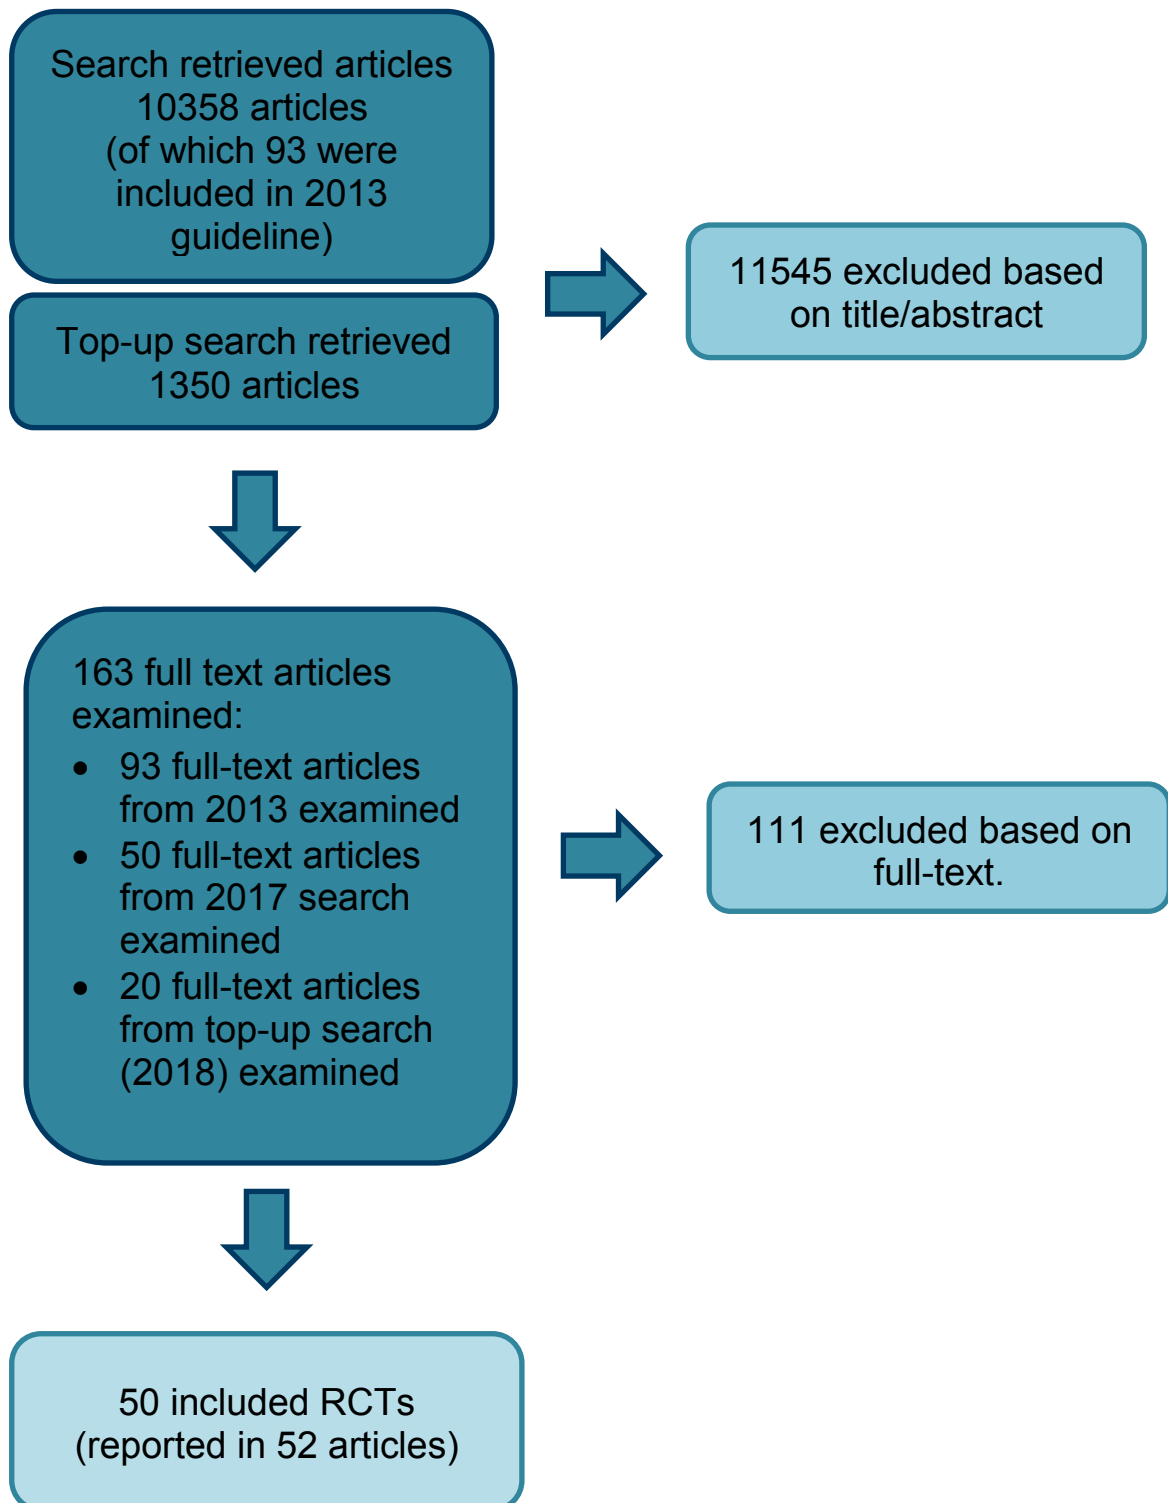 Search retrieved articles
10358 articles
(of which 93 were
included in 2013
guideline)
11545 excluded based
on title/abstract
Top-up search retrieved
1350 articles
163 full text articles
examined:
• 93 full-text articles
from 2013 examined
• 50 full-text articles
from 2017 search
examined
• 20 full-text articles
from top-up search
(2018) examined
111 excluded based on
full-text.
50 included RCTs
(reported in 52 articles)